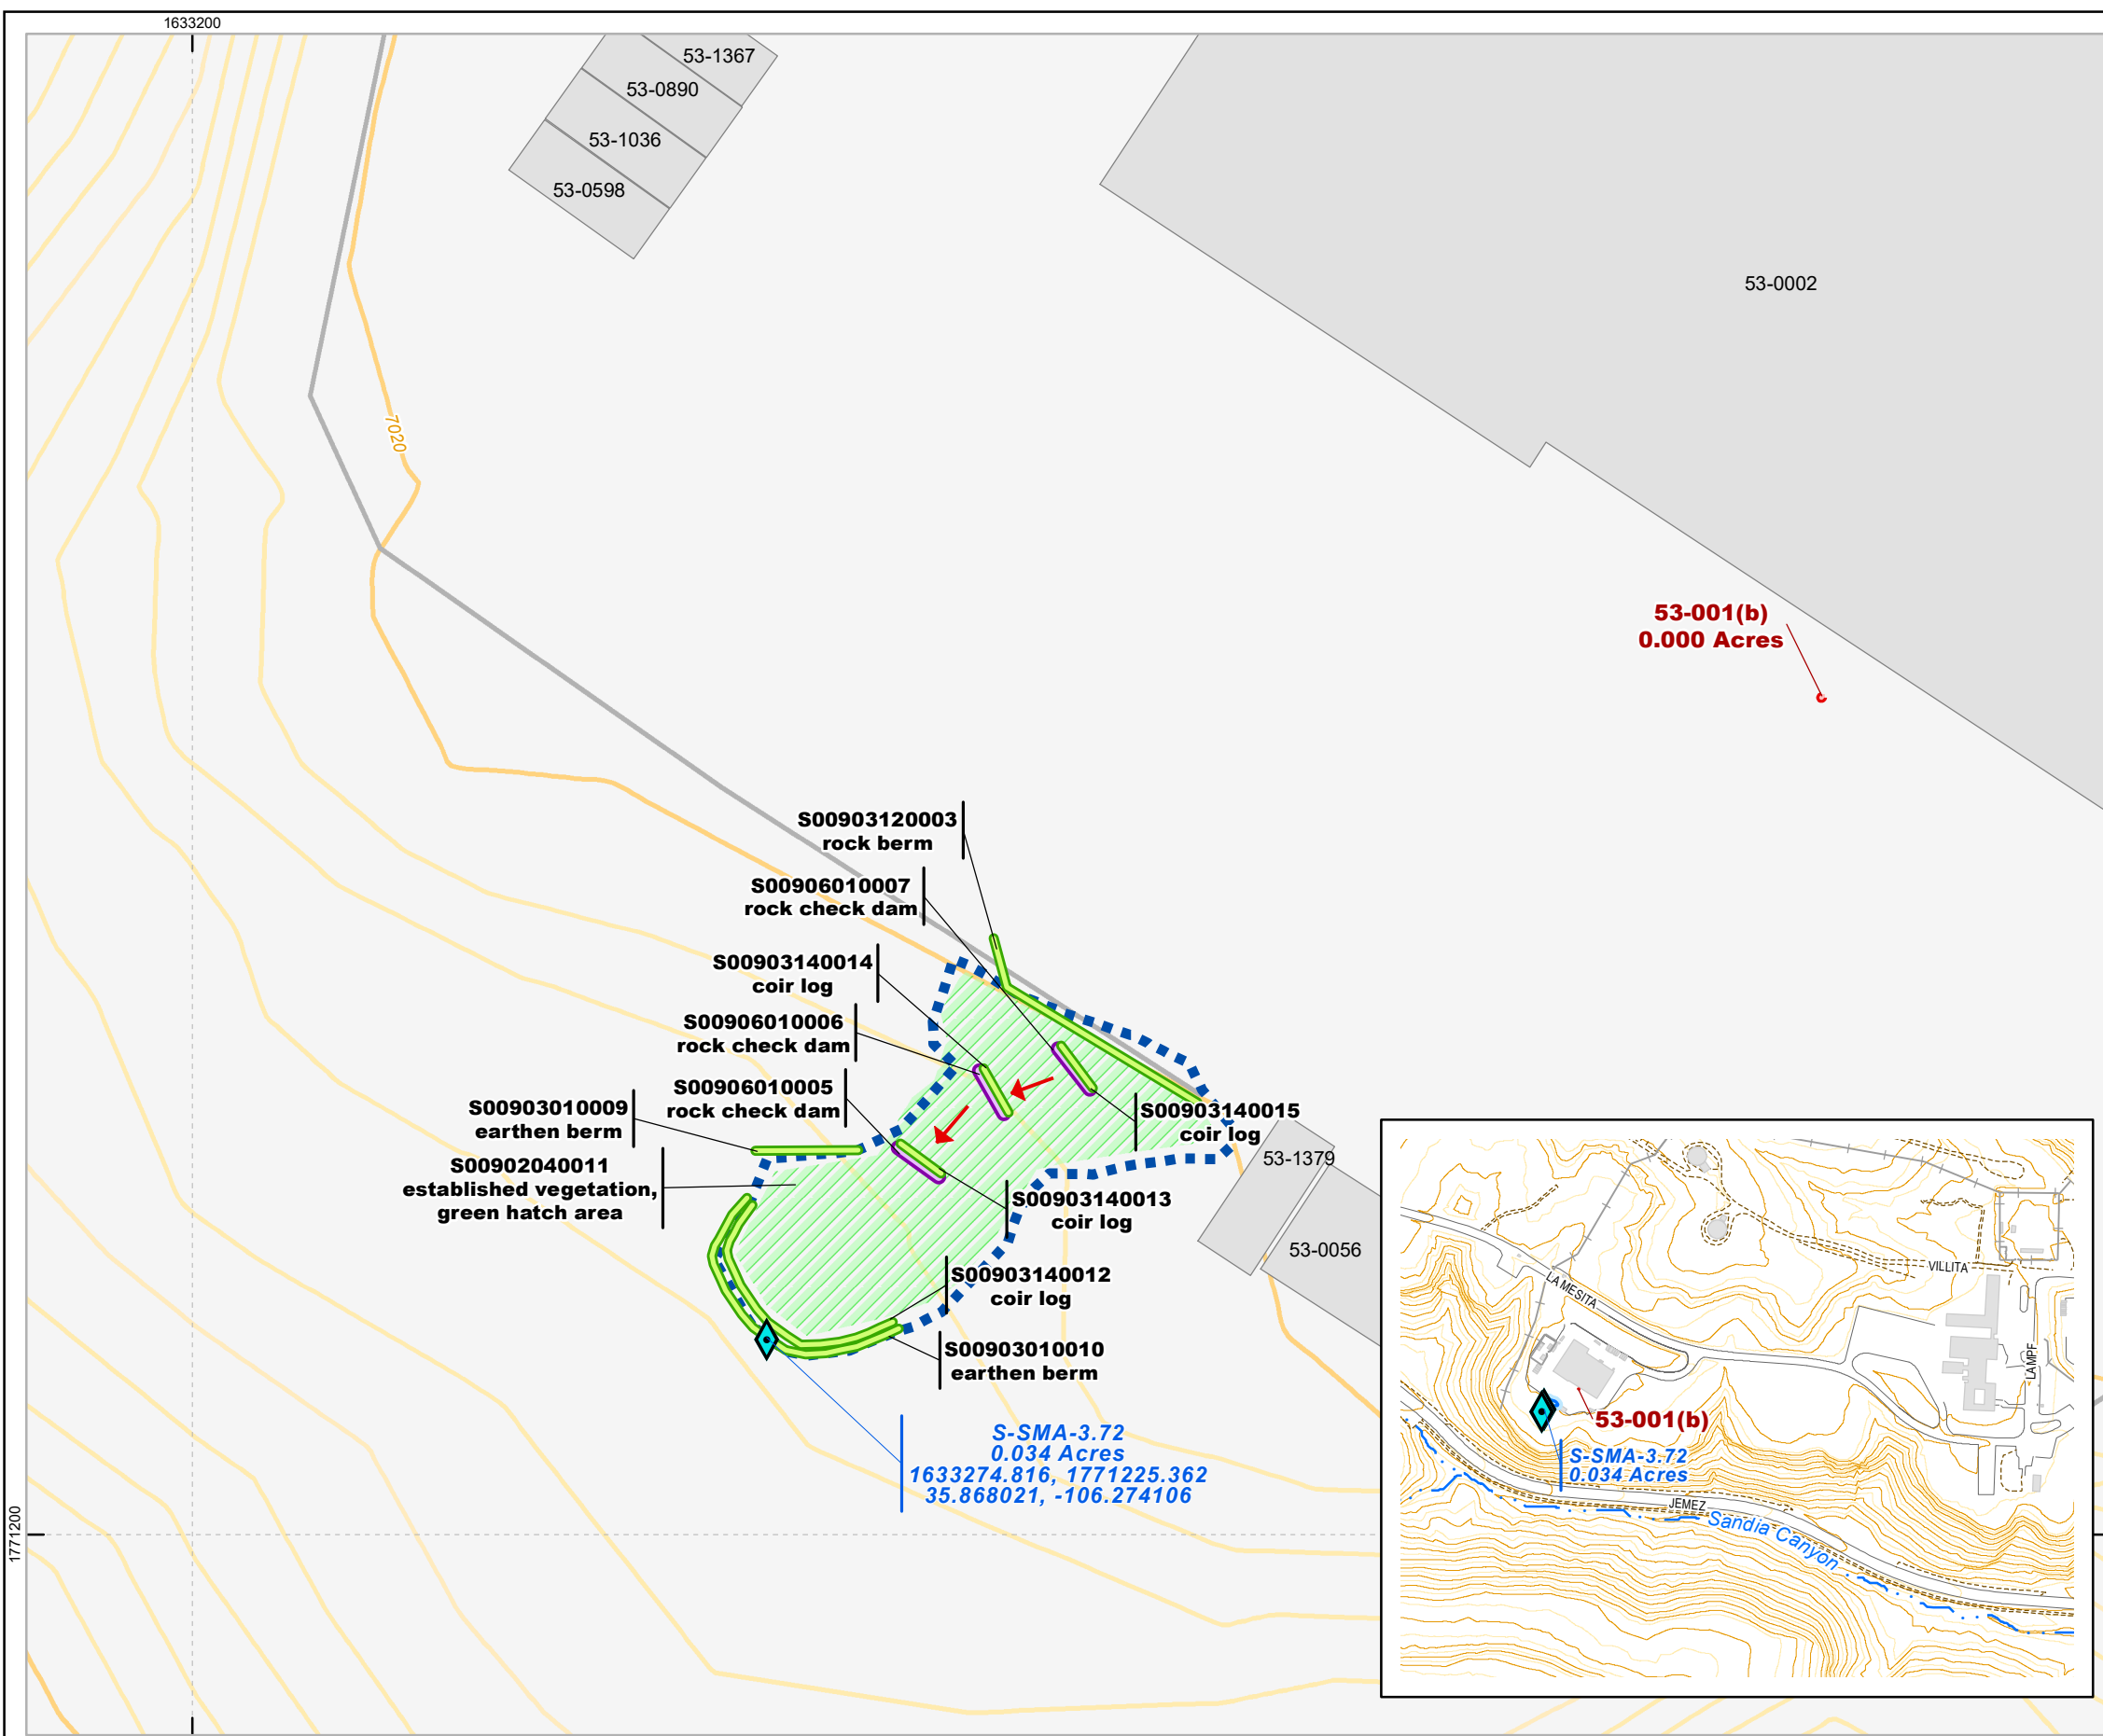 1633200
53-1367
53-0890
53-1036
53-0598
53-0002
7020
53-001(b)
0.000 Acres
S00903120003
rock berm
S00906010007
rock check dam
S00903140014
coir log
S00906010006
rock check dam
S00906010005
rock check dam
S00903010009
earthen berm
S00902040011
established vegetation,
green hatch area
S00903140015
coir log
53-1379
S00903140013
coir log
53-0056
S00903140012
coir log
S00903010010
earthen berm
S-SMA-3.72
0.034 Acres
1633274.816, 1771225.362
35.868021, -106.274106
1771200
LA MESITA
VILLITA
LAMPF
53-001(b)
S-SMA-3.72
0.034 Acres
JEMEZ
Sandia Canyon